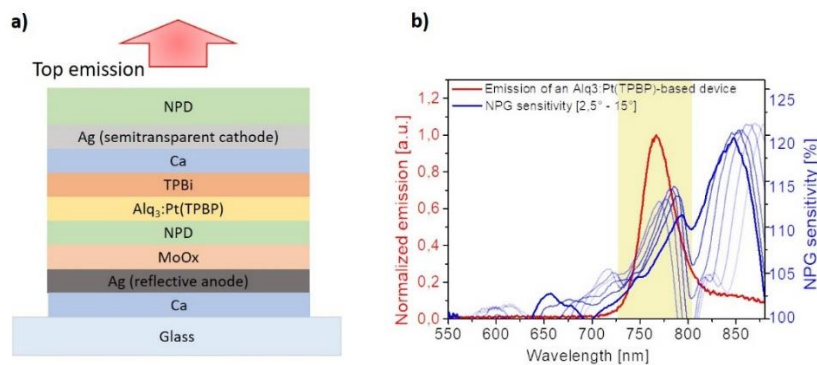 a)
Top emission
NPD
Ag (semitransparent cathode)
Ca
TPBi
Alq₃:Pt(TPBP)
NPD
MoOx
Ag (reflective anode)
Ca
Glass
b)
Emission of an Alq3:Pt(TPBP)-based device
NPG sensitivity [2,5° - 15°]
Normalized emission [a.u.]
1.2
1.0
0.8
0.6
0.4
0.2
0.0
125
120
115
110
105
100
NPG sensitivity [%]
550 600 650 700 750 800 850
Wavelength [nm]